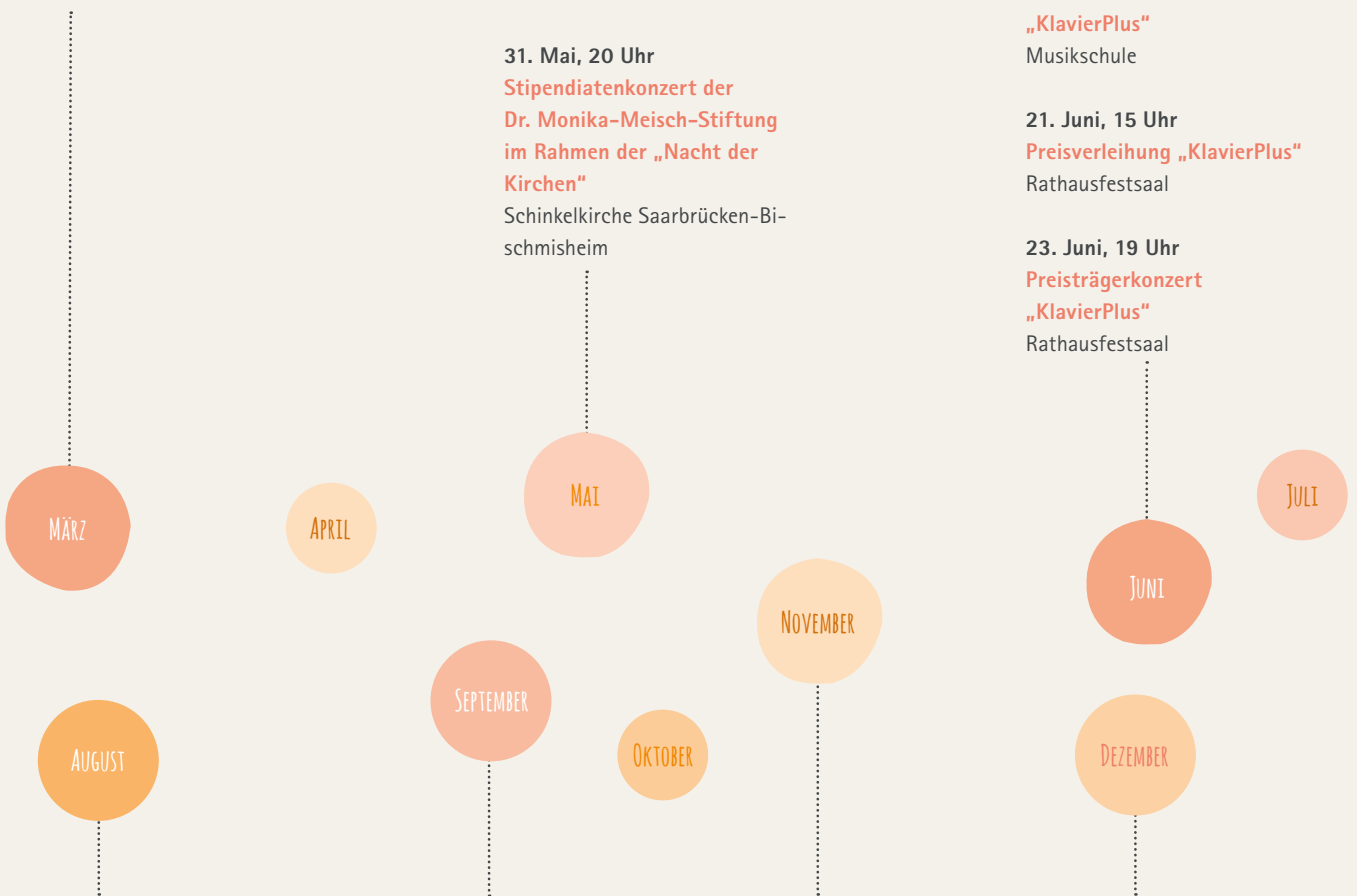 31. Mai, 20 Uhr
Stipendiatenkonzert der
Dr. Monika-Meisch-Stiftung
im Rahmen der „Nacht der
Kirchen“
Schinkelkirche Saarbrücken-Bi-
schmisheim
„KlavierPlus“
Musikschule
21. Juni, 15 Uhr
Preisverleihung „KlavierPlus“
Rathausfestsaal
23. Juni, 19 Uhr
Preisträgerkonzert
„KlavierPlus“
Rathausfestsaal
März
April
Mai
Juni
Juli
August
September
Oktober
November
Dezember